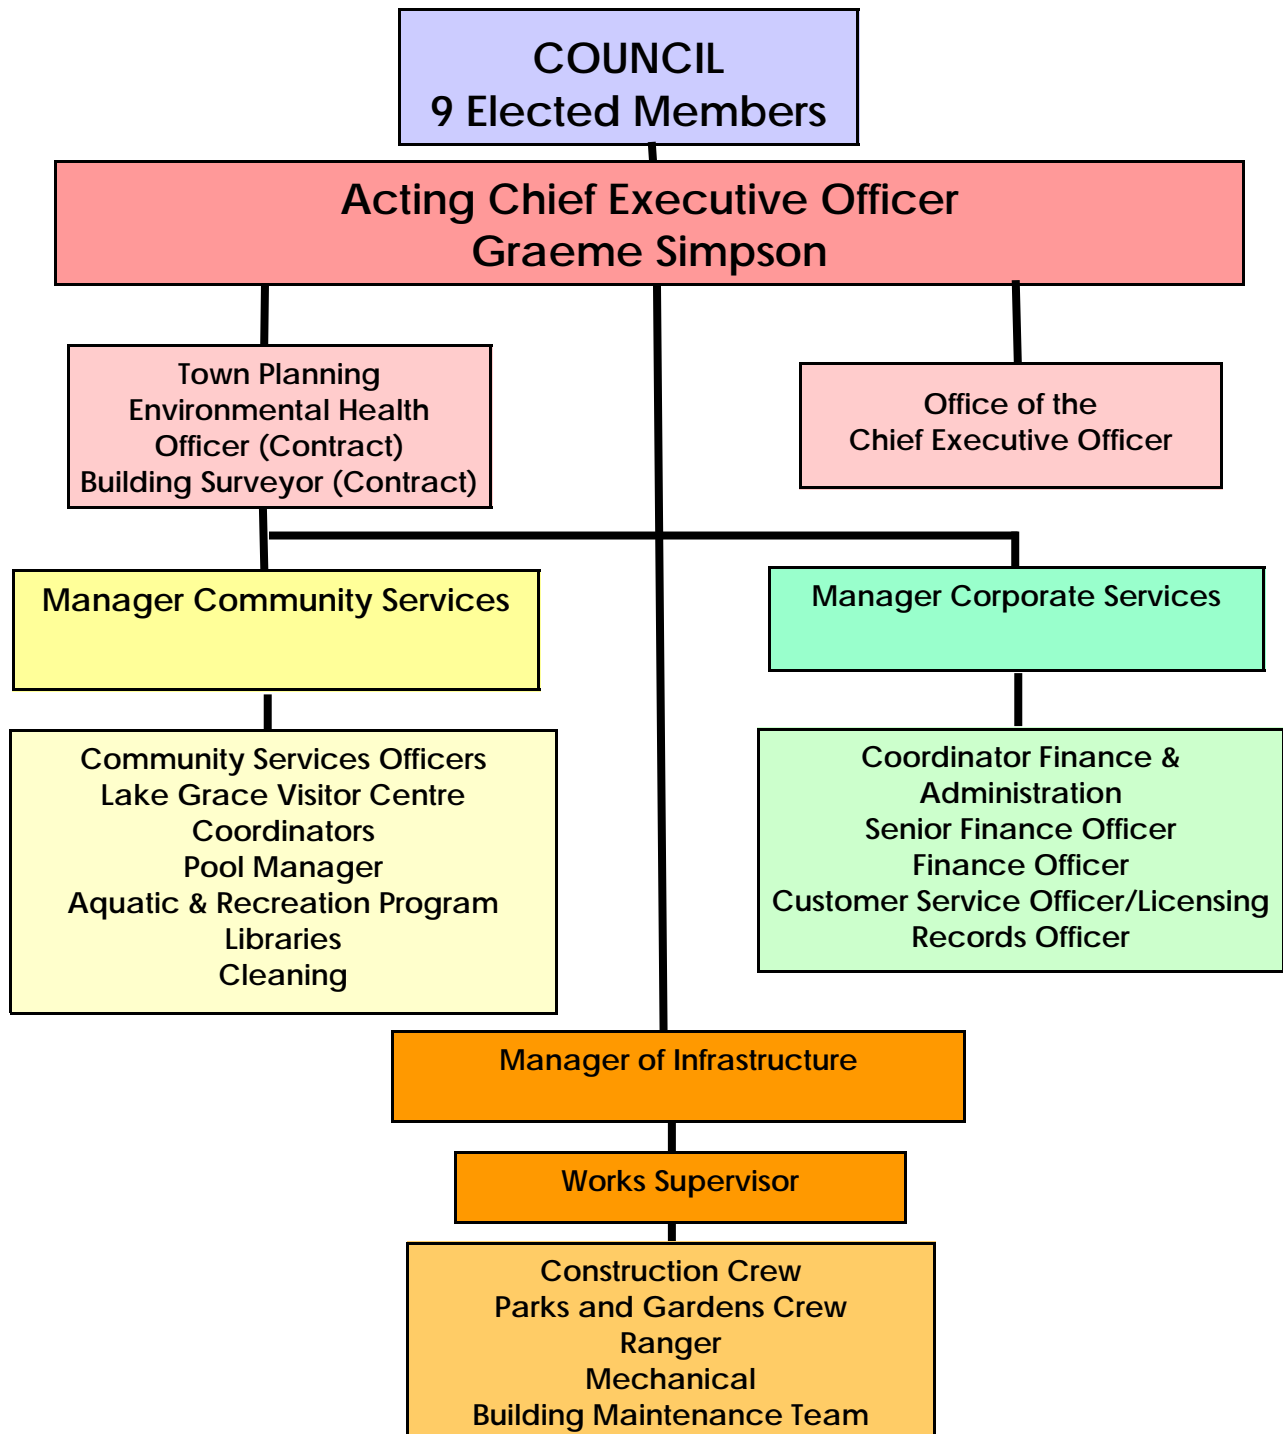 COUNCIL
9 Elected Members
Acting Chief Executive Officer
Graeme Simpson
Town Planning
Environmental Health
Officer (Contract)
Building Surveyor (Contract)
Office of the
Chief Executive Officer
Manager Community Services
Manager Corporate Services
Community Services Officers
Lake Grace Visitor Centre
Coordinators
Pool Manager
Aquatic & Recreation Program
Libraries
Cleaning
Coordinator Finance &
Administration
Senior Finance Officer
Finance Officer
Customer Service Officer/Licensing
Records Officer
Manager of Infrastructure
Works Supervisor
Construction Crew
Parks and Gardens Crew
Ranger
Mechanical
Building Maintenance Team